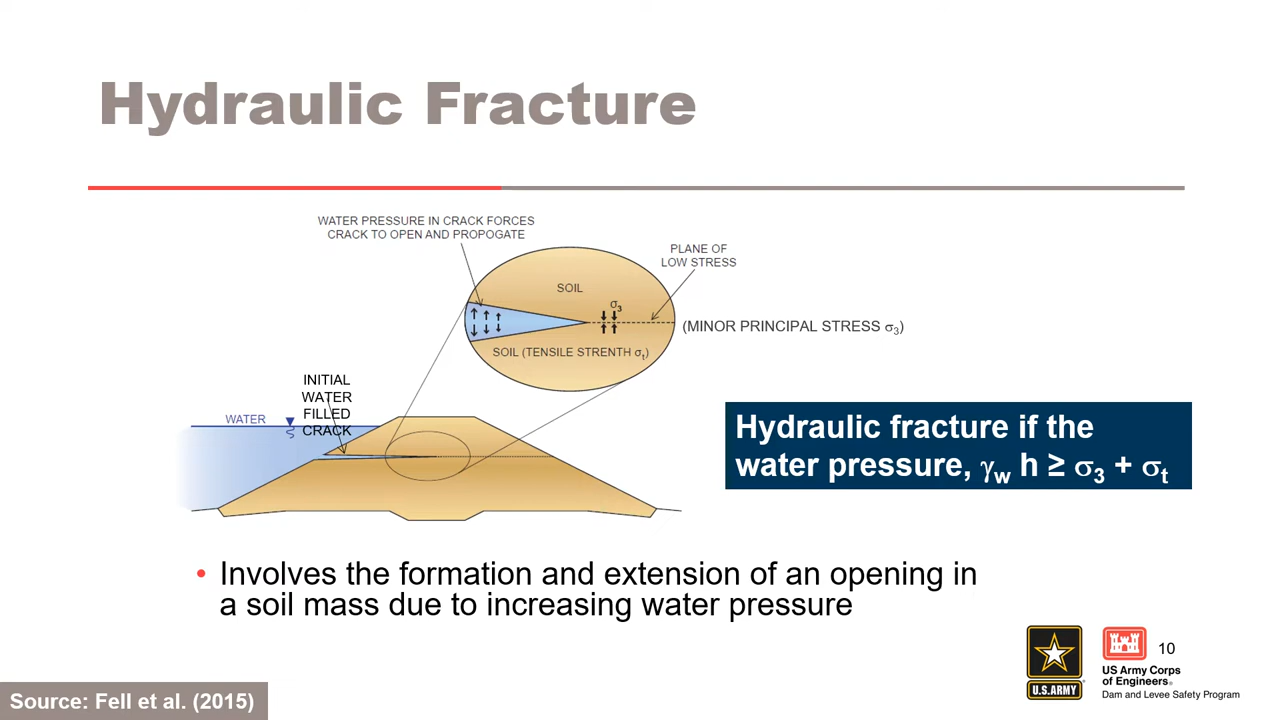 Hydraulic Fracture
WATER PRESSURE IN CRACK FORCES
CRACK TO OPEN AND PROPOGATE
PLANE OF
LOW STRESS
SOIL
σ3
(MINOR PRINCIPAL STRESS σ3)
SOIL (TENSILE STRENTH σt)
INITIAL
WATER
FILLED
CRACK
WATER
Hydraulic fracture if the
water pressure, γw h ≥ σ3 + σt
• Involves the formation and extension of an opening in
a soil mass due to increasing water pressure
U.S.ARMY
US Army Corps
of Engineers®
Dam and Levee Safety Program
10
Source: Fell et al. (2015)